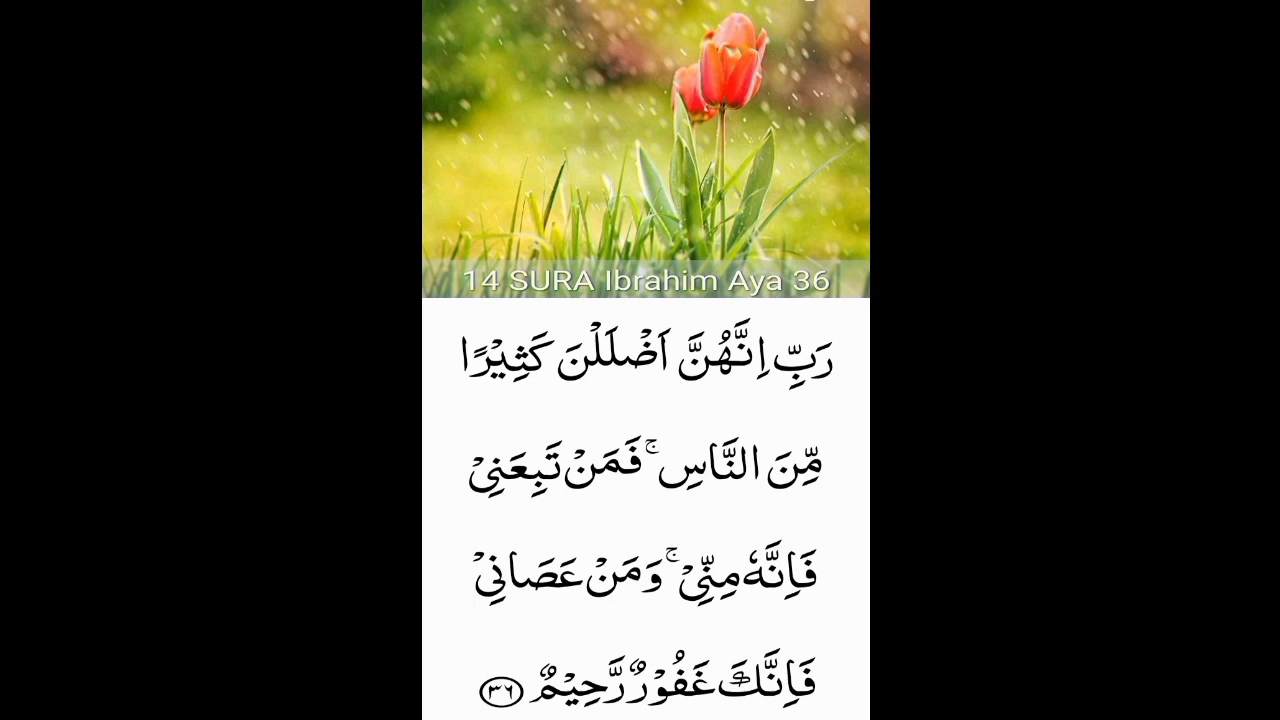 14 SURA Ibrahim Aya 36
رَبِّ اِنَّهُنَّ اَضۡلَلۡنَ كَثِيۡرًا
مِّنَ النَّاسِ‌ۚ فَمَنۡ تَبِعَنِىۡ
فَاِنَّهٗ مِنِّىۡ‌ۚ وَمَنۡ عَصَانِىۡ
فَاِنَّكَ غَفُوۡرٌ رَّحِيۡمٌ ﴿۳۶﴾